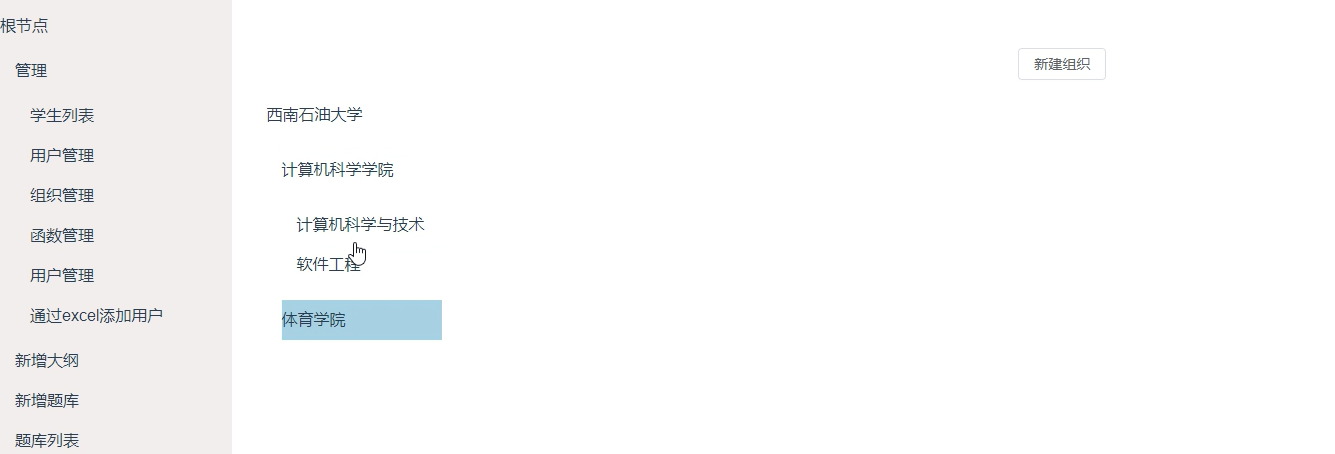 根节点
管理
学生列表
用户管理
组织管理
函数管理
用户管理
通过excel添加用户
新增大纲
新增题库
题库列表
新建组织
西南石油大学
计算机科学学院
计算机科学与技术
软件工程
体育学院